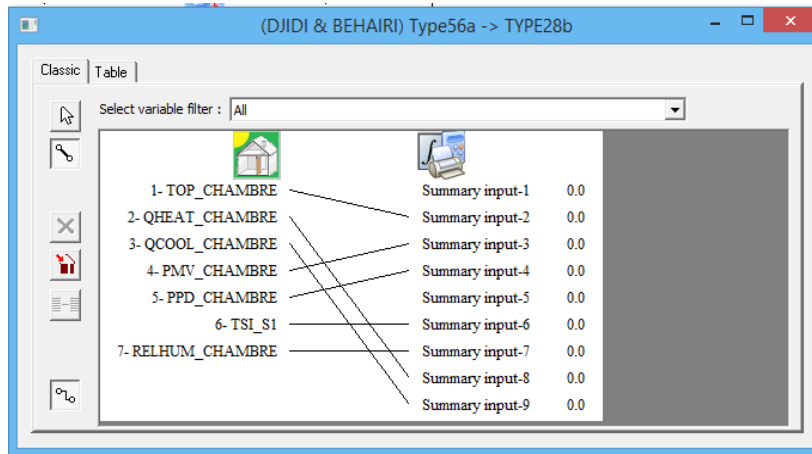 (DJIDI & BEHAIRI) Type56a -> TYPE28b
Classic Table
Select variable filter : All
1- TOP_CHAMBRE Summary input-1 0.0
2- QHEAT_CHAMBRE Summary input-2 0.0
3- QCOOL_CHAMBRE Summary input-3 0.0
4- PMV_CHAMBRE Summary input-4 0.0
5- PPD_CHAMBRE Summary input-5 0.0
6- TSI_S1 Summary input-6 0.0
7- RELHUM_CHAMBRE Summary input-7 0.0
Summary input-8 0.0
Summary input-9 0.0